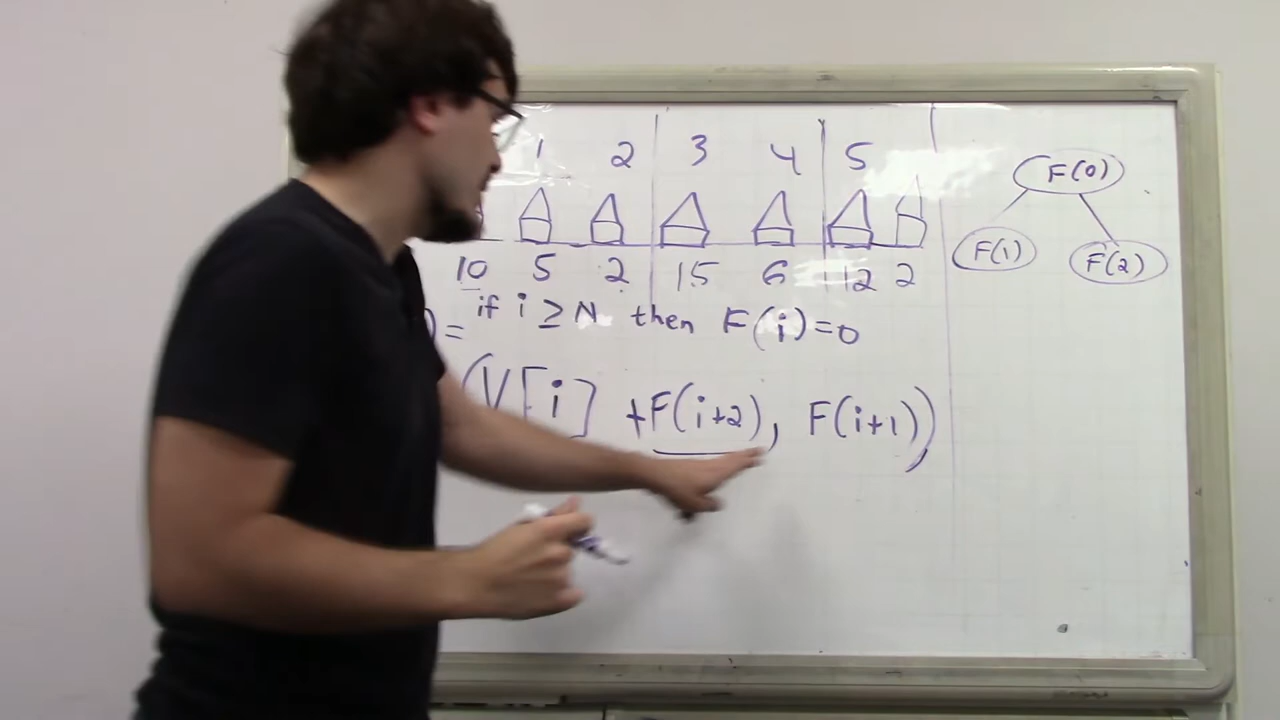 1 2 3 4 5
10 5 2 15 6 12 2
) = if i ≥ N then F(i)=0
(V[i] +F(i+2), F(i+1))
F(0)
F(1) F(2)